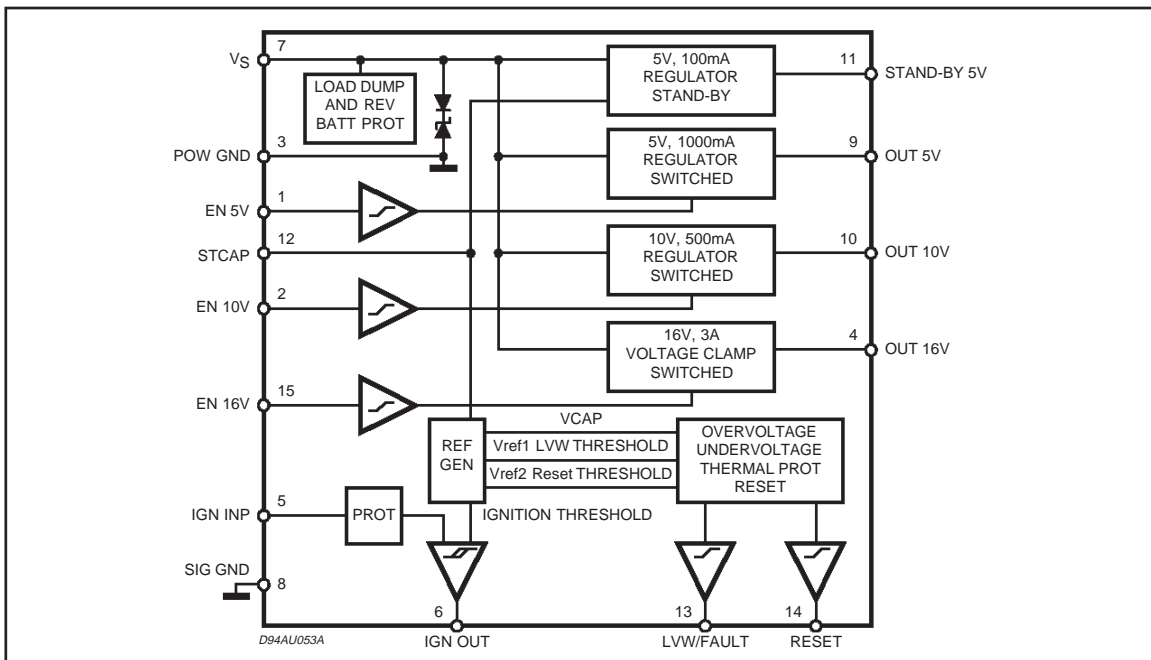 7
VS
5V, 100mA
REGULATOR
STAND-BY
11
STAND-BY 5V
LOAD DUMP
AND REV
BATT PROT
3
POW GND
5V, 1000mA
REGULATOR
SWITCHED
9
OUT 5V
1
EN 5V
12
STCAP
10V, 500mA
REGULATOR
SWITCHED
10
OUT 10V
2
EN 10V
16V, 3A
VOLTAGE CLAMP
SWITCHED
4
OUT 16V
15
EN 16V
REF
GEN
VCAP
Vref1 LVW THRESHOLD
Vref2 Reset THRESHOLD
OVERVOLTAGE
UNDERVOLTAGE
THERMAL PROT
RESET
5
IGN INP
PROT
IGNITION THRESHOLD
SIG GND
8
6
13
14
D94AU053A
IGN OUT
LVW/FAULT
RESET